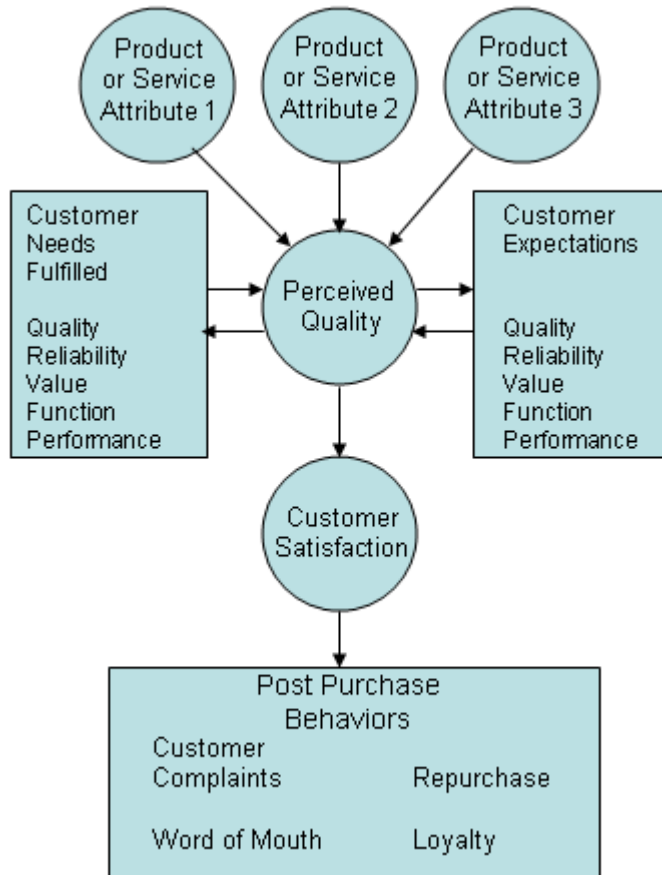 Product
or Service
Attribute 1
Product
or Service
Attribute 2
Product
or Service
Attribute 3
Customer
Needs
Fulfilled
Quality
Reliability
Value
Function
Performance
Perceived
Quality
Customer
Expectations
Quality
Reliability
Value
Function
Performance
Customer
Satisfaction
Post Purchase
Behaviors
Customer
Complaints
Repurchase
Word of Mouth
Loyalty